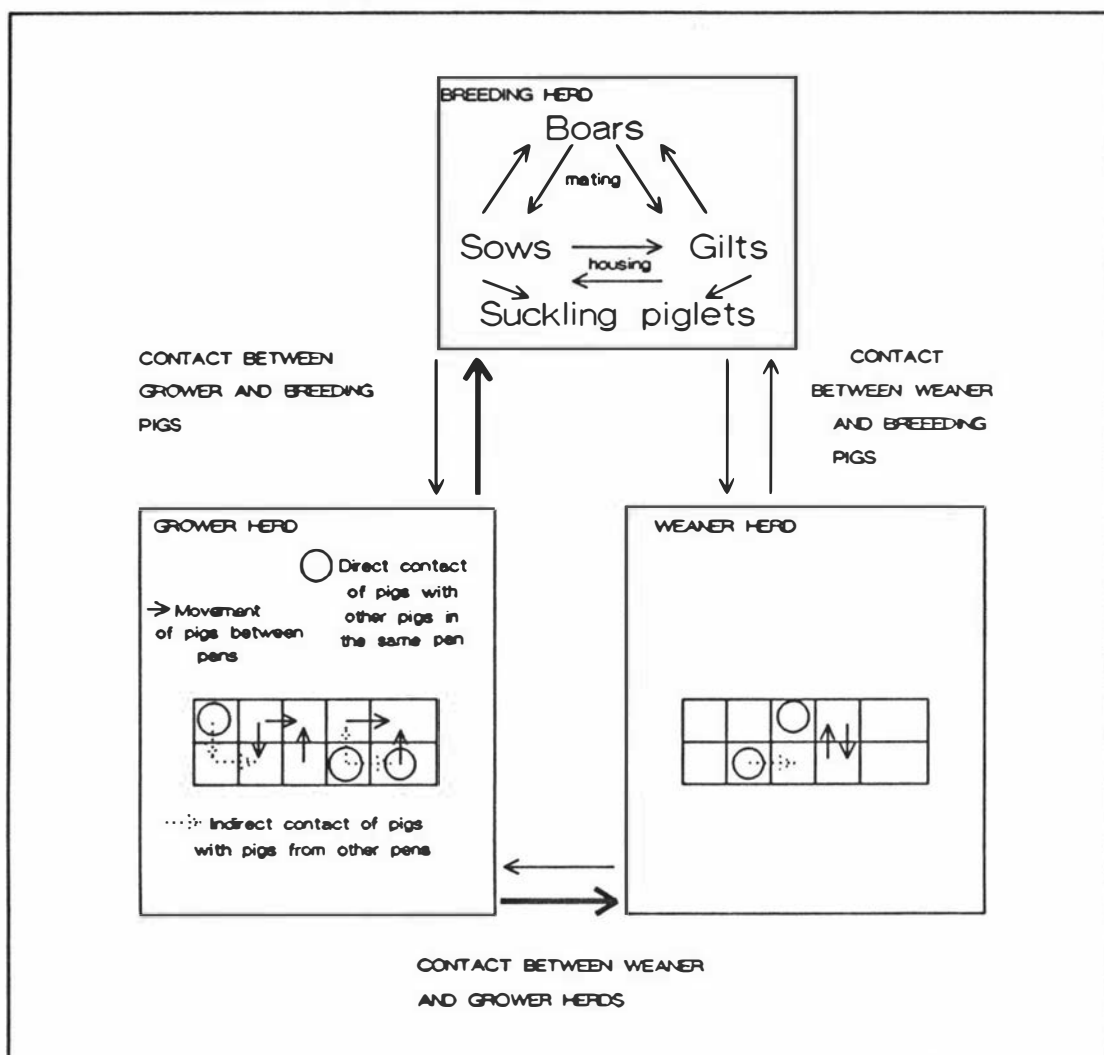 BREEDING HERD
Boars
mating
Sows
Gilts
housing
Suckling piglets
CONTACT BETWEEN
GROWER AND BREEDING
PIGS
CONTACT
BETWEEN WEANER
AND BREEEDING
PIGS
GROWER HERD
Direct contact
of pigs with
other pigs in
the same pen
Movement
of pigs between
pens
Indirect contact of pigs
with pigs from other pens
WEANER HERD
CONTACT BETWEEN WEANER
AND GROWER HERDS